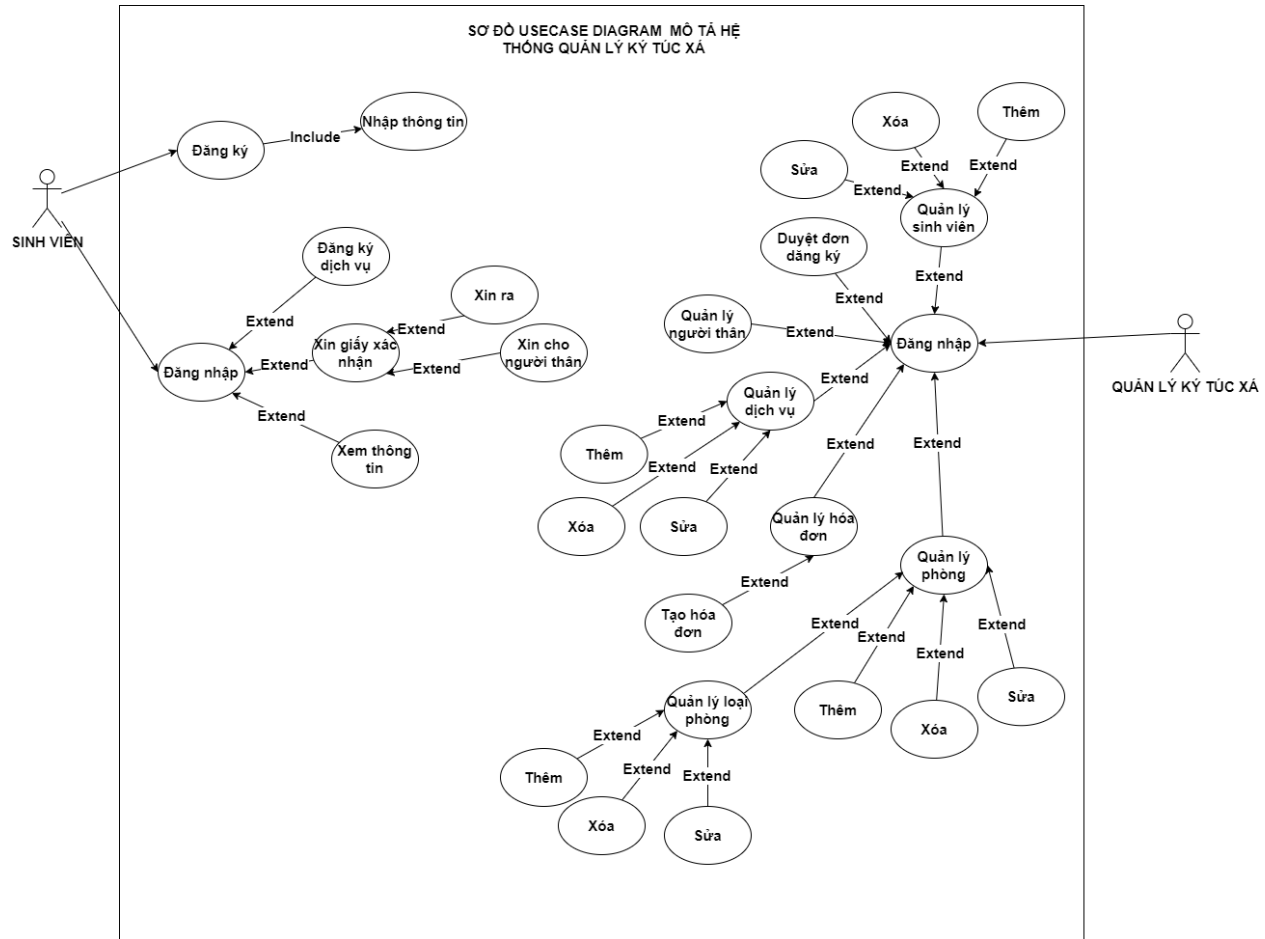 SƠ ĐỒ USECASE DIAGRAM MÔ TẢ HỆ
THỐNG QUẢN LÝ KÝ TÚC XÁ
Nhập thông tin
Include
Đăng ký
SINH VIÊN
Đăng ký
dịch vụ
Extend
Xin ra
Extend
Xin giấy xác
nhận
Extend
Xin cho
người thân
Extend
Đăng nhập
Extend
Xem thông
tin
Xóa
Thêm
Sửa
Extend
Extend
Extend
Quản lý
sinh viên
Extend
Duyệt đơn
dăng ký
Extend
Quản lý
người thân
Extend
Đăng nhập
QUẢN LÝ KÝ TÚC XÁ
Quản lý
dịch vụ
Extend
Extend
Thêm
Extend
Xóa
Extend
Sửa
Extend
Quản lý hóa
đơn
Extend
Tạo hóa
đơn
Extend
Quản lý
phòng
Extend
Extend
Extend
Extend
Thêm
Xóa
Sửa
Quản lý loại
phòng
Extend
Extend
Extend
Thêm
Xóa
Sửa